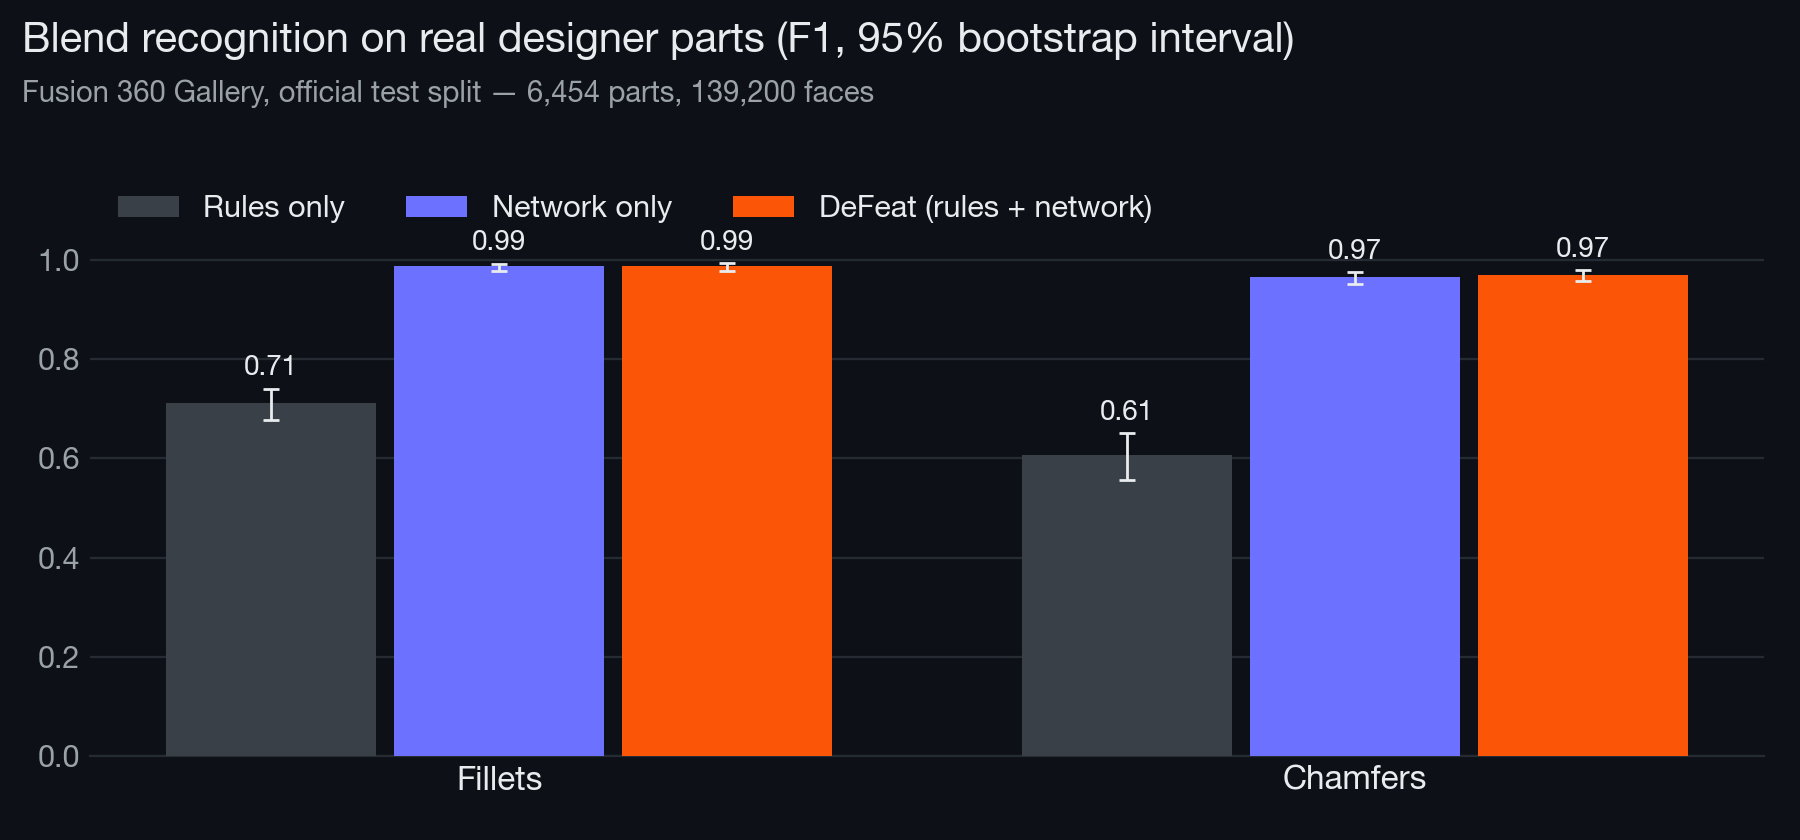 Blend recognition on real designer parts (F1, 95% bootstrap interval)
Fusion 360 Gallery, official test split — 6,454 parts, 139,200 faces
Rules only Network only DeFeat (rules + network)
0.99 0.99 0.97 0.97
1.0
0.71
0.8
0.61
0.6
0.4
0.2
0.0
Fillets Chamfers